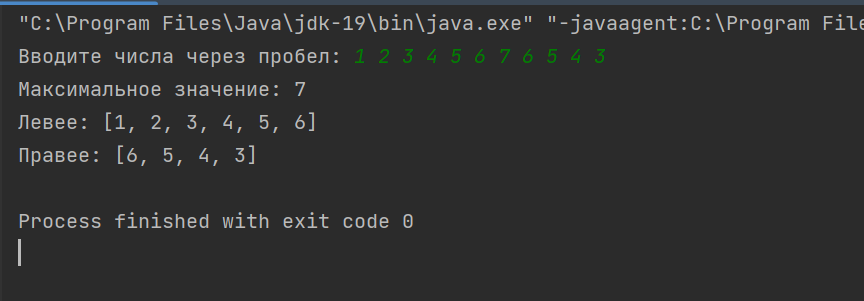 "C:\Program Files\Java\jdk-19\bin\java.exe" "-javaagent:C:\Program File
Вводите числа через пробел: 1 2 3 4 5 6 7 6 5 4 3
Максимальное значение: 7
Левее: [1, 2, 3, 4, 5, 6]
Правее: [6, 5, 4, 3]
Process finished with exit code 0